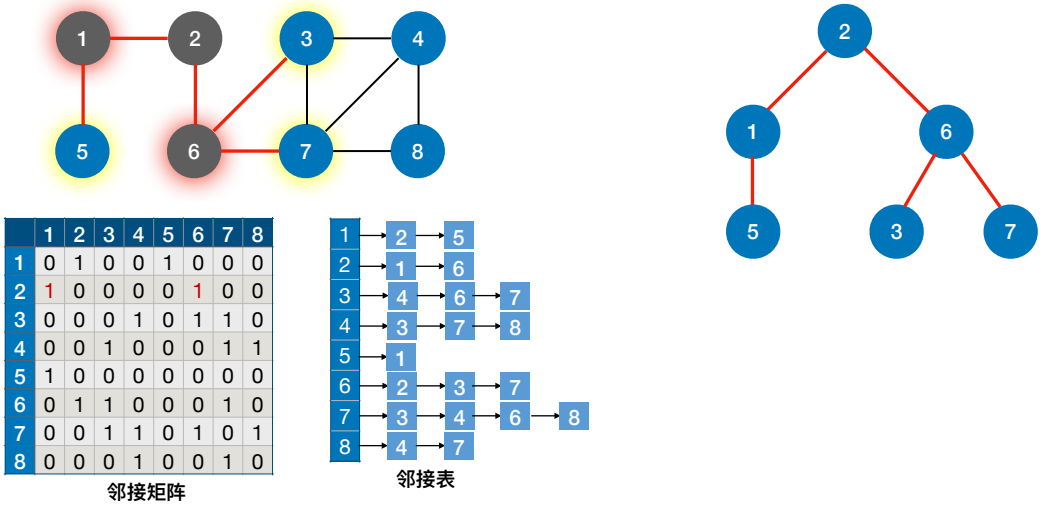 1 2 3 4
5 6 7 8
2
1 6
5 3 7
1 2 3 4 5 6 7 8
1 0 1 0 0 1 0 0 0
2 1 0 0 0 0 1 0 0
3 0 0 0 1 0 1 1 0
4 0 0 1 0 0 0 1 1
5 1 0 0 0 0 0 0 0
6 0 1 1 0 0 0 1 0
7 0 0 1 1 0 1 0 1
8 0 0 0 1 0 0 1 0
邻接矩阵
1 2 5
2 1 6
3 4 6 7
4 3 7 8
5 1
6 2 3 7
7 3 4 6 8
8 4 7
邻接表